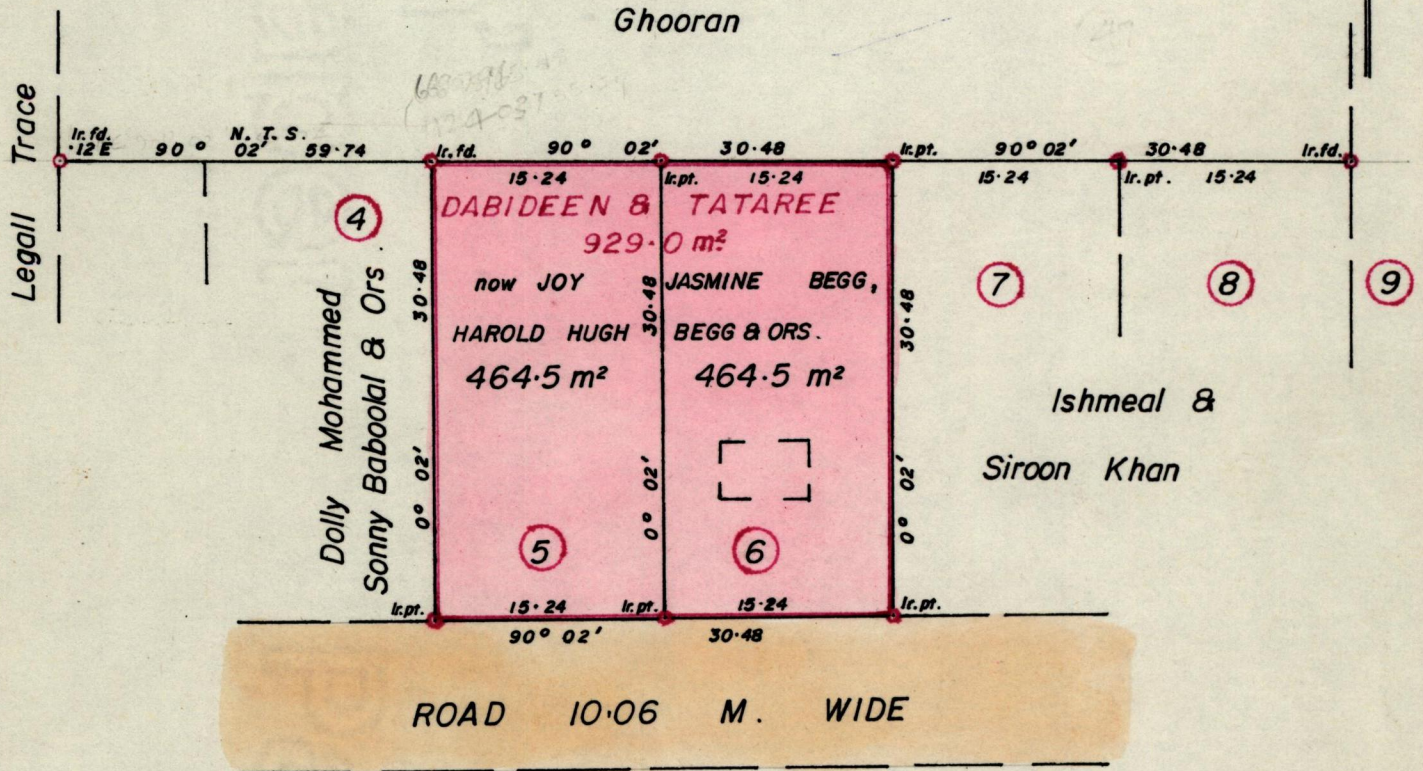 Ghooran
Legall Trace
Ir. fd.
·12 E
N. T. S.
90° 02' 59·74
Ir. fd.
90° 02' 30·48
Ir. pt.
90° 02' 30·48
Ir. fd.
15·24
Ir. pt.
15·24
15·24
Ir. pt.
15·24
4
DABIDEEN & TATAREE
929·0 m²
now JOY JASMINE BEGG,
HAROLD HUGH BEGG & ORS.
464·5 m²
464·5 m²
7
8
9
Dolly Mohammed
Sonny Baboolal & Ors.
0° 02' 30·48
0° 02' 30·48
0° 02' 30·48
Ishmeal &
Siroon Khan
5
6
Ir. pt.
15·24
Ir. pt.
15·24
Ir. pt.
90° 02' 30·48
ROAD 10·06 M. WIDE